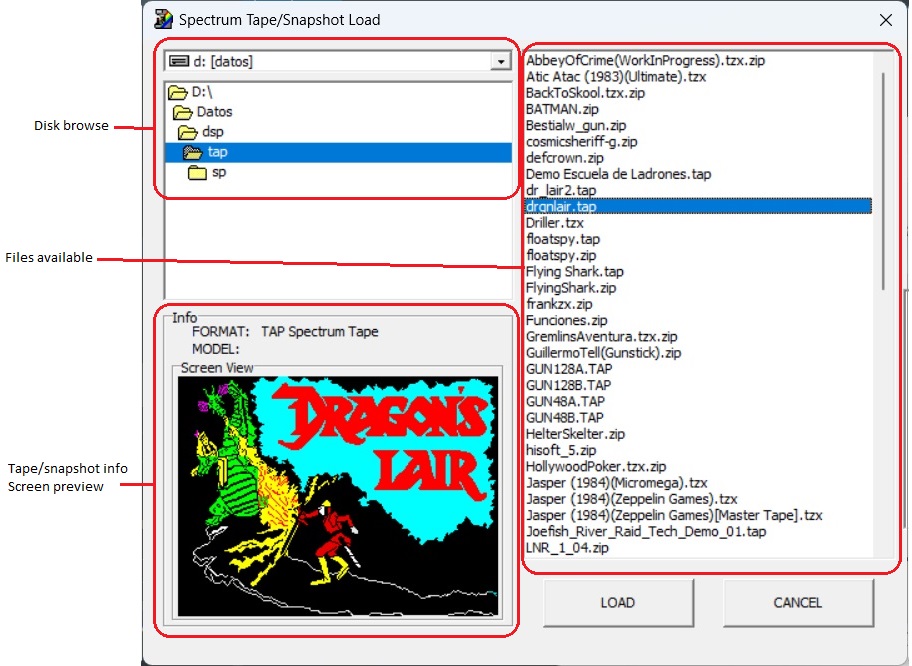 Spectrum Tape/Snapshot Load
Disk browse
d: [datos]
D:\
Datos
dsp
tap
sp
Files available
AbbeyOfCrime(WorkInProgress).tzx.zip
Atic Atac (1983)(Ultimate).tzx
BackToSkool.tzx.zip
BATMAN.zip
Bestialw_gun.zip
cosmicsheriff-g.zip
defcrown.zip
Demo Escuela de Ladrones.tap
dr_lair2.tap
drgnlair.tap
Driller.tzx
floatspy.tap
floatspy.zip
Flying Shark.tap
FlyingShark.zip
frankzx.zip
Funciones.zip
GremlinsAventura.tzx.zip
GuillermoTell(Gunstick).zip
GUN128A.TAP
GUN128B.TAP
GUN48A.TAP
GUN48B.TAP
HelterSkelter.zip
hisoft_5.zip
HollywoodPoker.tzx.zip
Jasper (1984)(Micromega).tzx
Jasper (1984)(Zeppelin Games).tzx
Jasper (1984)(Zeppelin Games)[Master Tape].tzx
Joefish_River_Raid_Tech_Demo_01.tap
LNR_1_04.zip
Tape/snapshot info
Screen preview
Info
FORMAT: TAP Spectrum Tape
MODEL:
Screen View
DRAGON'S
LAIR
LOAD
CANCEL